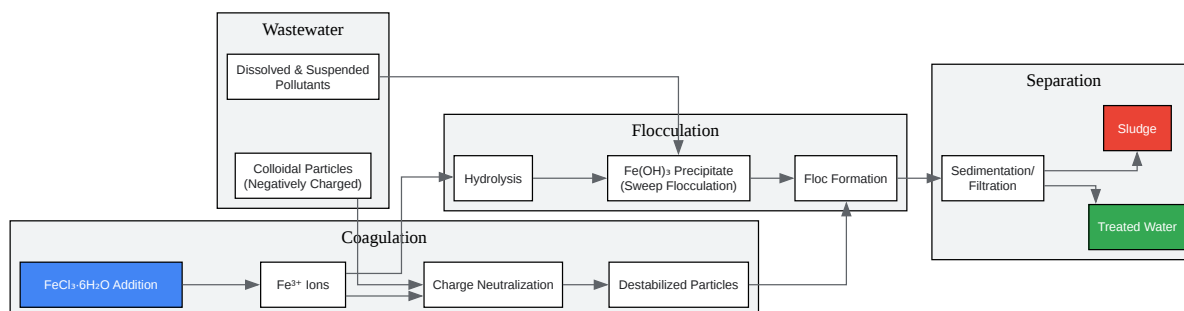 Wastewater
Dissolved & Suspended
Pollutants
Colloidal Particles
(Negatively Charged)
Coagulation
FeCl₃·6H₂O Addition
Fe³⁺ Ions
Charge Neutralization
Destabilized Particles
Flocculation
Hydrolysis
Fe(OH)₃ Precipitate
(Sweep Flocculation)
Floc Formation
Separation
Sedimentation/
Filtration
Sludge
Treated Water